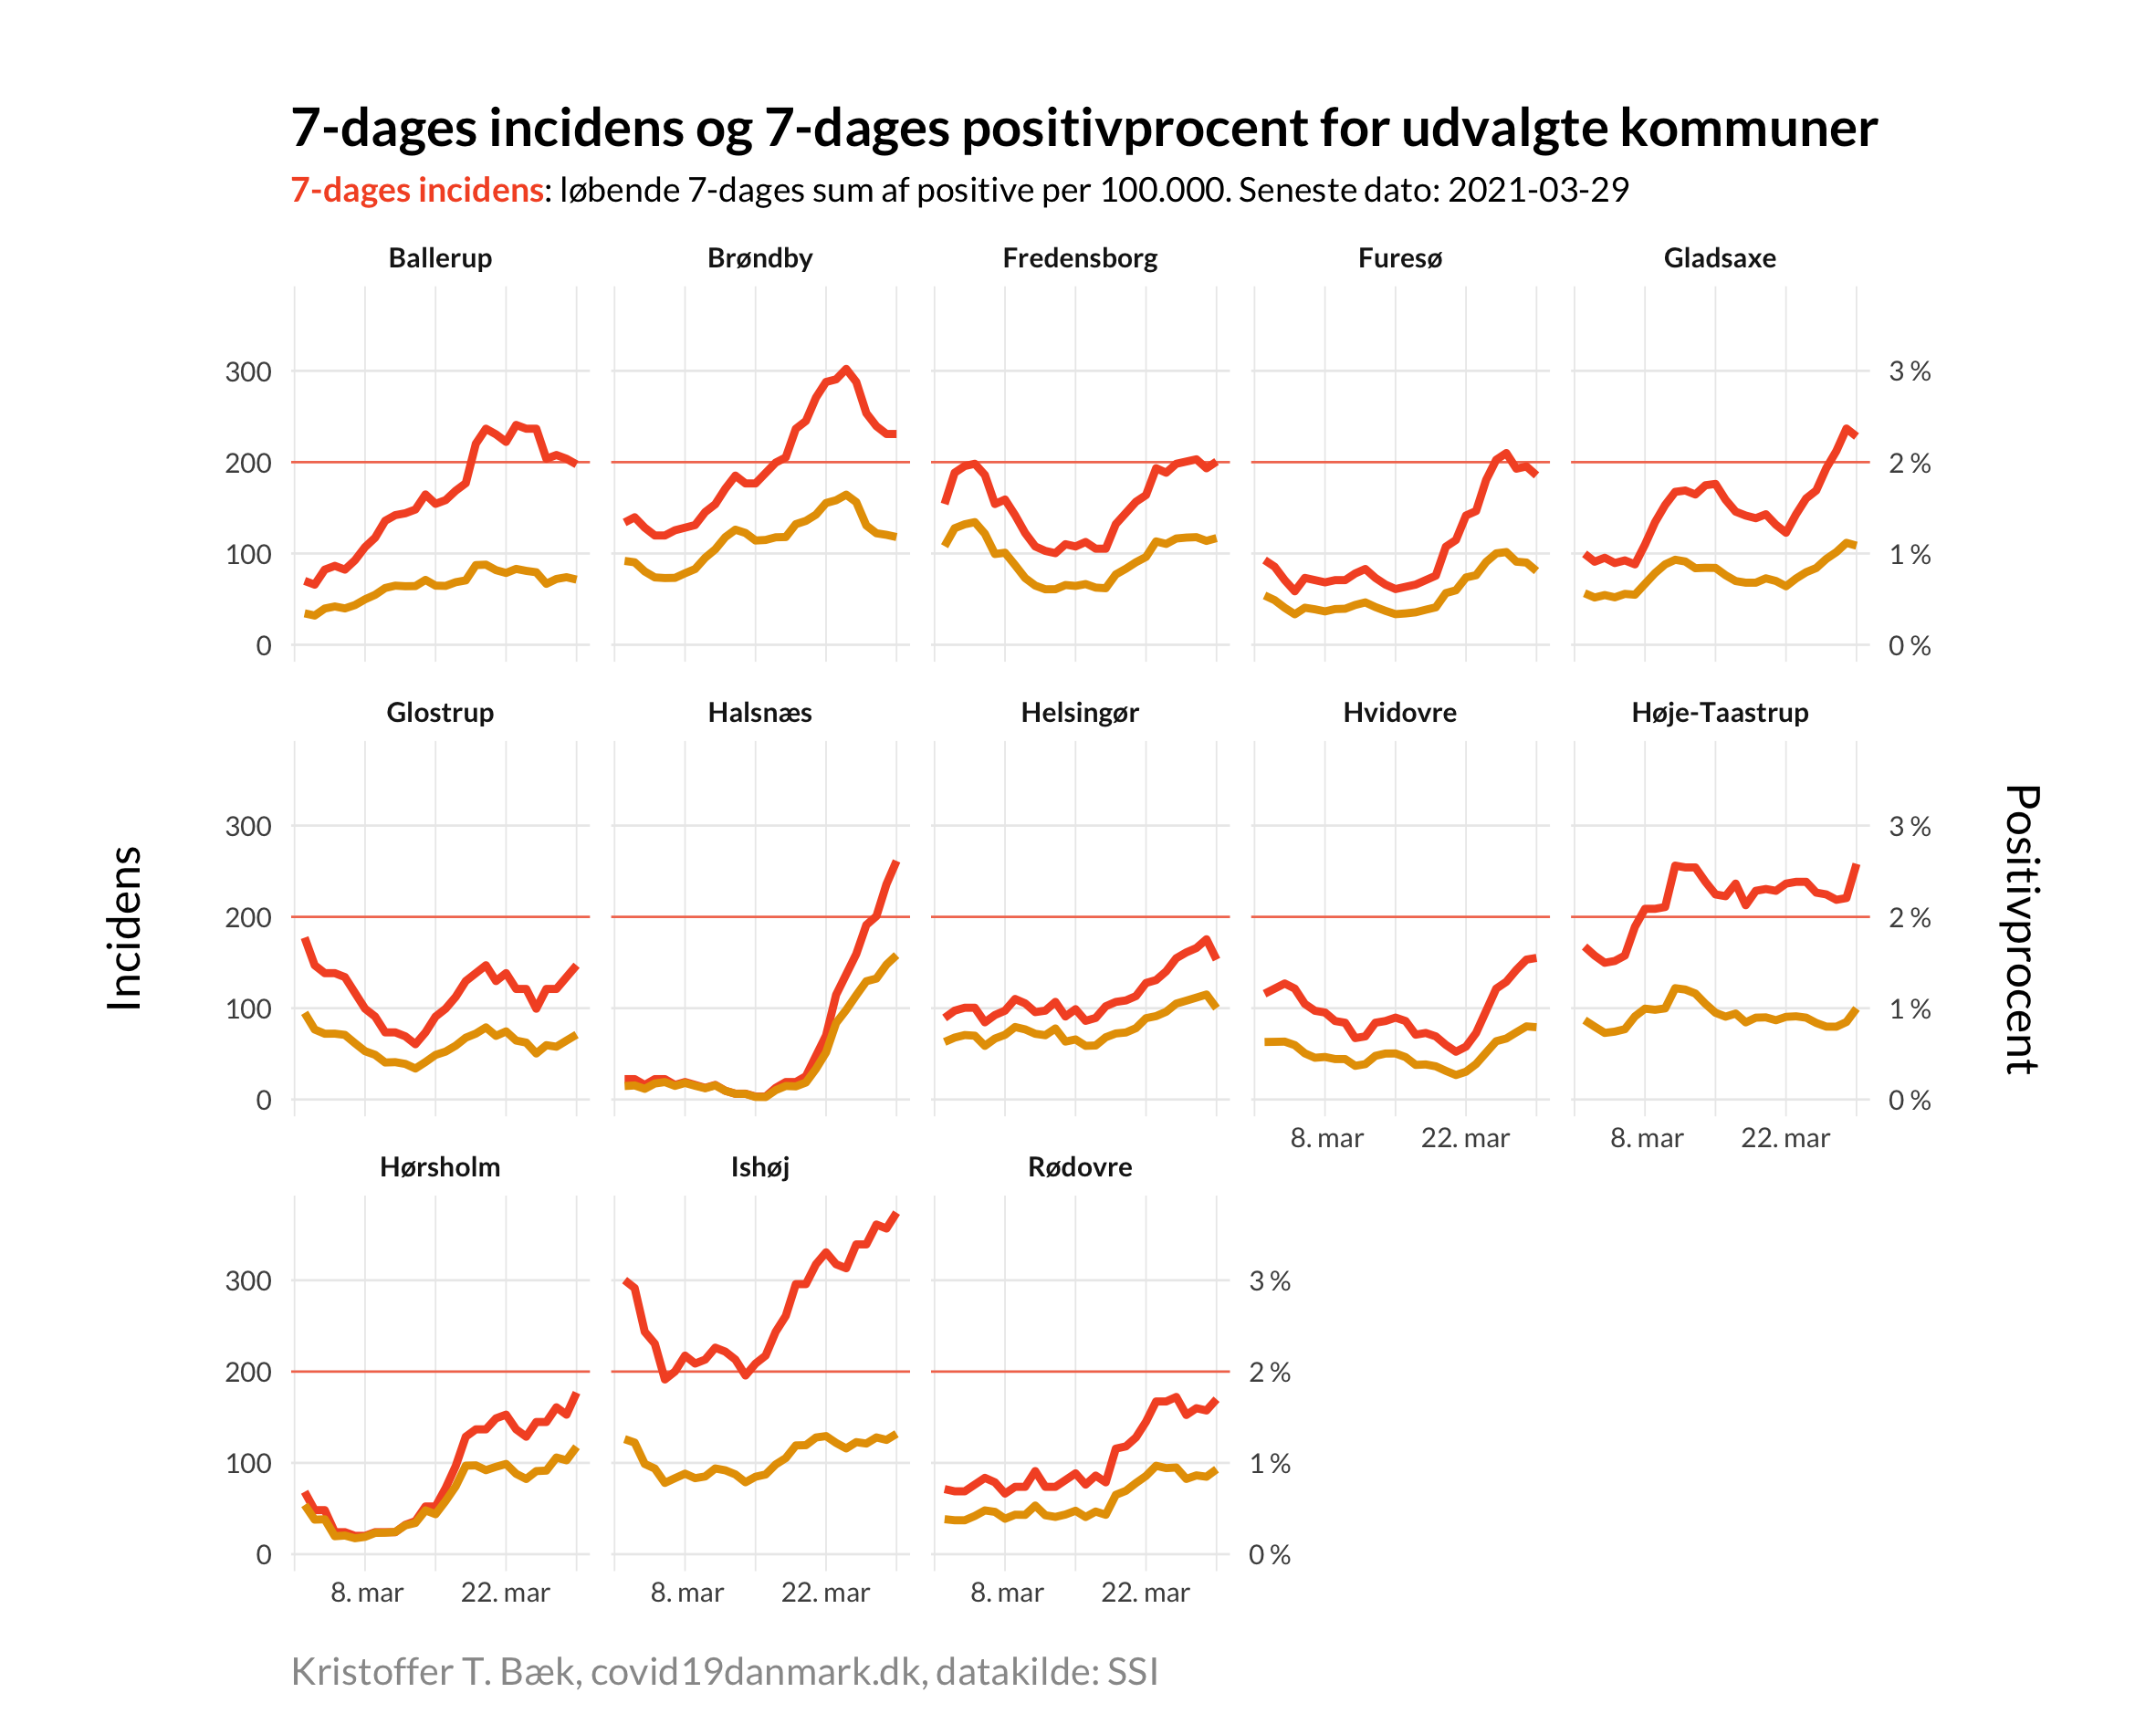 7-dages incidens og 7-dages positivprocent for udvalgte kommuner
7-dages incidens: løbende 7-dages sum af positive per 100.000. Seneste dato: 2021-03-29
Ballerup
Brøndby
Fredensborg
Furesø
Gladsaxe
300
200
100
0
3 %
2 %
1 %
0 %
Glostrup
Halsnæs
Helsingør
Hvidovre
Høje-Taastrup
300
200
100
0
3 %
2 %
1 %
0 %
8. mar
22. mar
8. mar
22. mar
Incidens
Positivprocent
Hørsholm
Ishøj
Rødovre
300
200
100
0
3 %
2 %
1 %
0 %
8. mar
22. mar
8. mar
22. mar
8. mar
22. mar
Kristoffer T. Bæk, covid19danmark.dk, datakilde: SSI